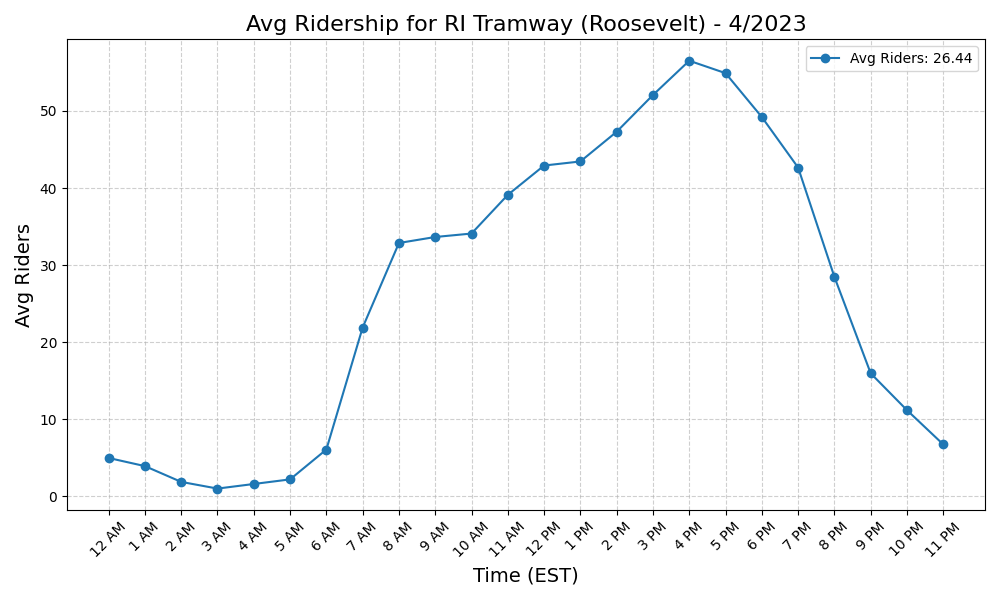 Avg Ridership for RI Tramway (Roosevelt) - 4/2023
Avg Riders: 26.44
Avg Riders
50
40
30
20
10
0
12 AM
1 AM
2 AM
3 AM
4 AM
5 AM
6 AM
7 AM
8 AM
9 AM
10 AM
11 AM
12 PM
1 PM
2 PM
3 PM
4 PM
5 PM
6 PM
7 PM
8 PM
9 PM
10 PM
11 PM
Time (EST)